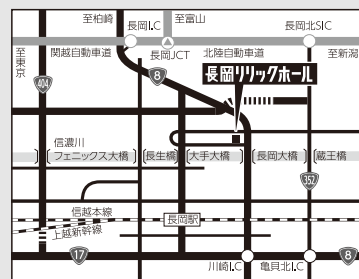 至柏崎
至富山
長岡I.C
長岡北SIC
至東京
関越自動車道
長岡JCT
北陸自動車道
至新潟
8
404
長岡リリックホール
信濃川
フェニックス大橋
長生橋
大手大橋
長岡大橋
蔵王橋
352
信越本線
上越新幹線
長岡駅
17
川崎I.C
亀貝北I.C
8